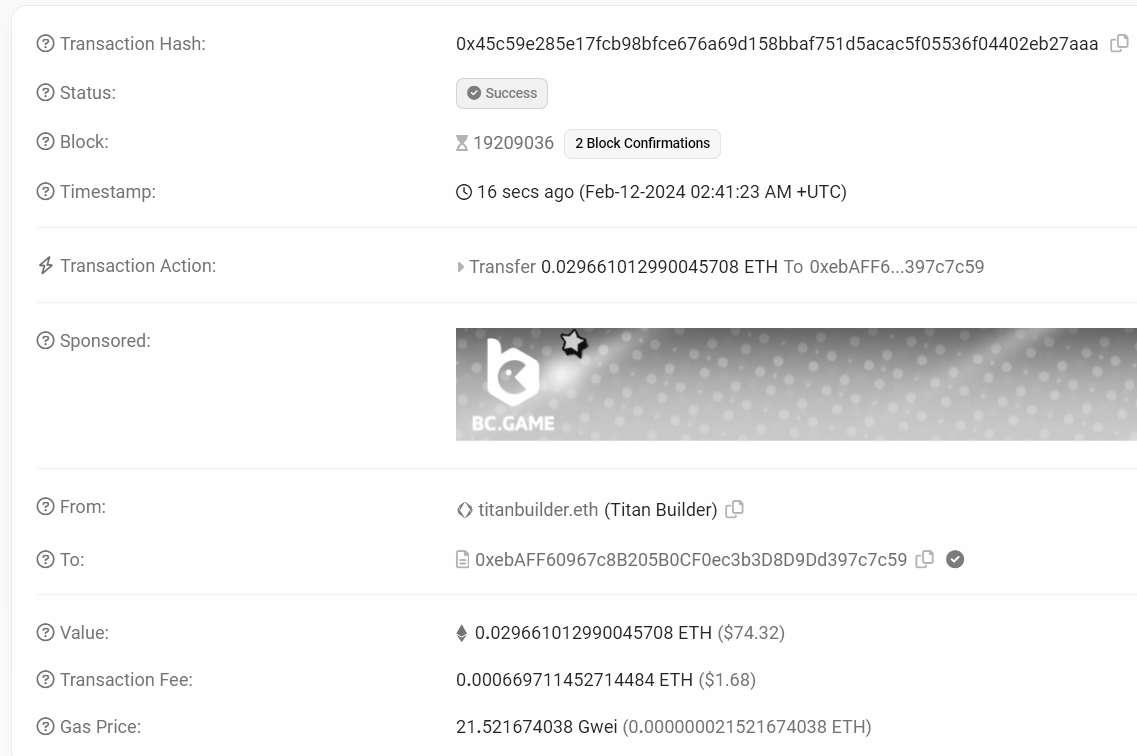 Transaction Hash: 0x45c59e285e17fcb98bfce676a69d158bbaf751d5acac5f05536f04402eb27aaa
Status: Success
Block: 19209036 2 Block Confirmations
Timestamp: 16 secs ago (Feb-12-2024 02:41:23 AM +UTC)
Transaction Action: Transfer 0.029661012990045708 ETH To 0xebAFF6...397c7c59
Sponsored:
BC.GAME
From: titanbuilder.eth (Titan Builder)
To: 0xebAFF60967c8B205B0CF0ec3b3D8D9Dd397c7c59
Value: 0.029661012990045708 ETH ($74.32)
Transaction Fee: 0.000669711452714484 ETH ($1.68)
Gas Price: 21.521674038 Gwei (0.000000021521674038 ETH)